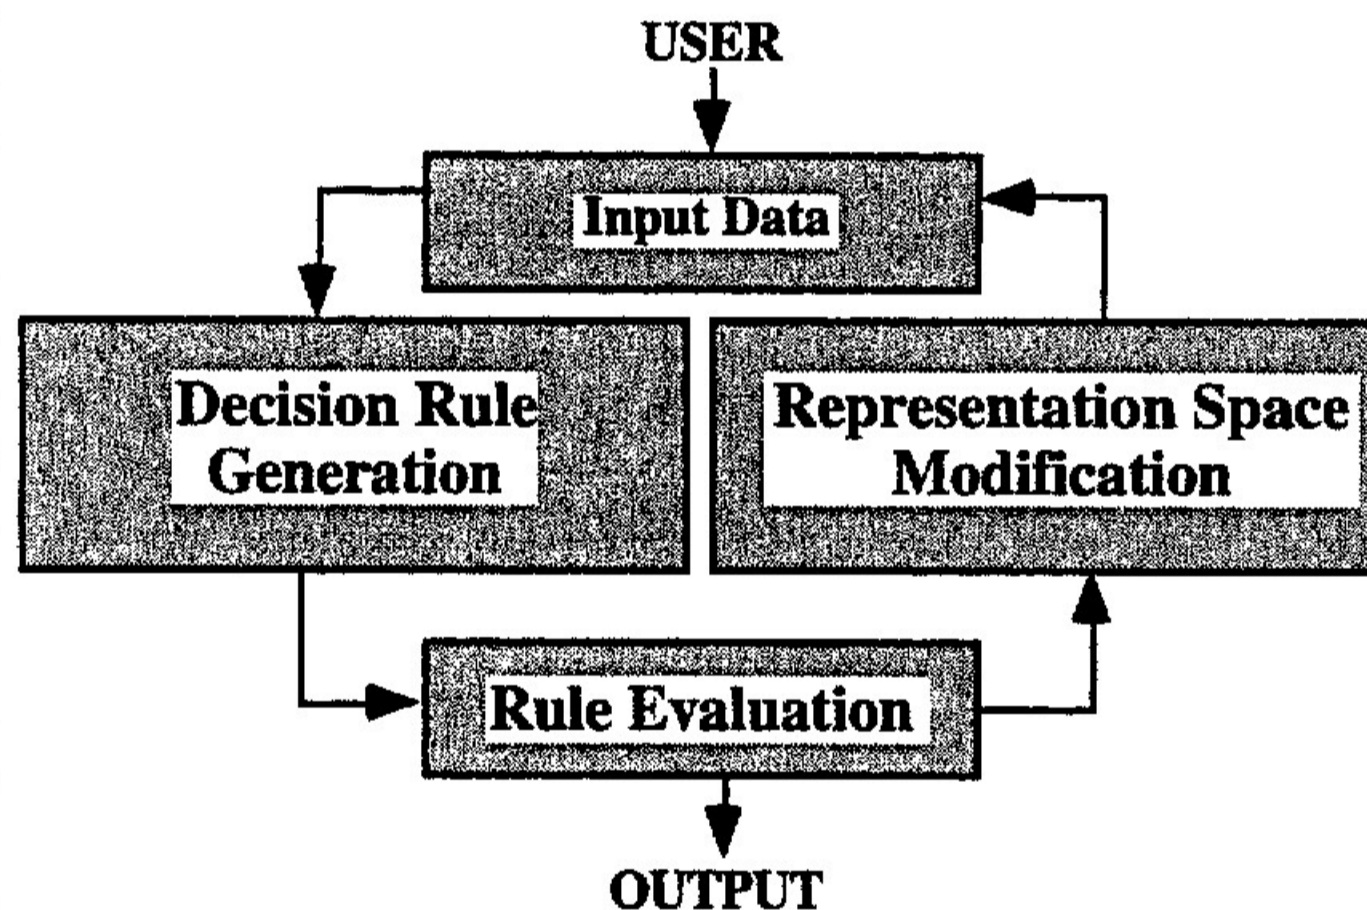 USER
Input Data
Decision Rule
Generation
Representation Space
Modification
Rule Evaluation
OUTPUT